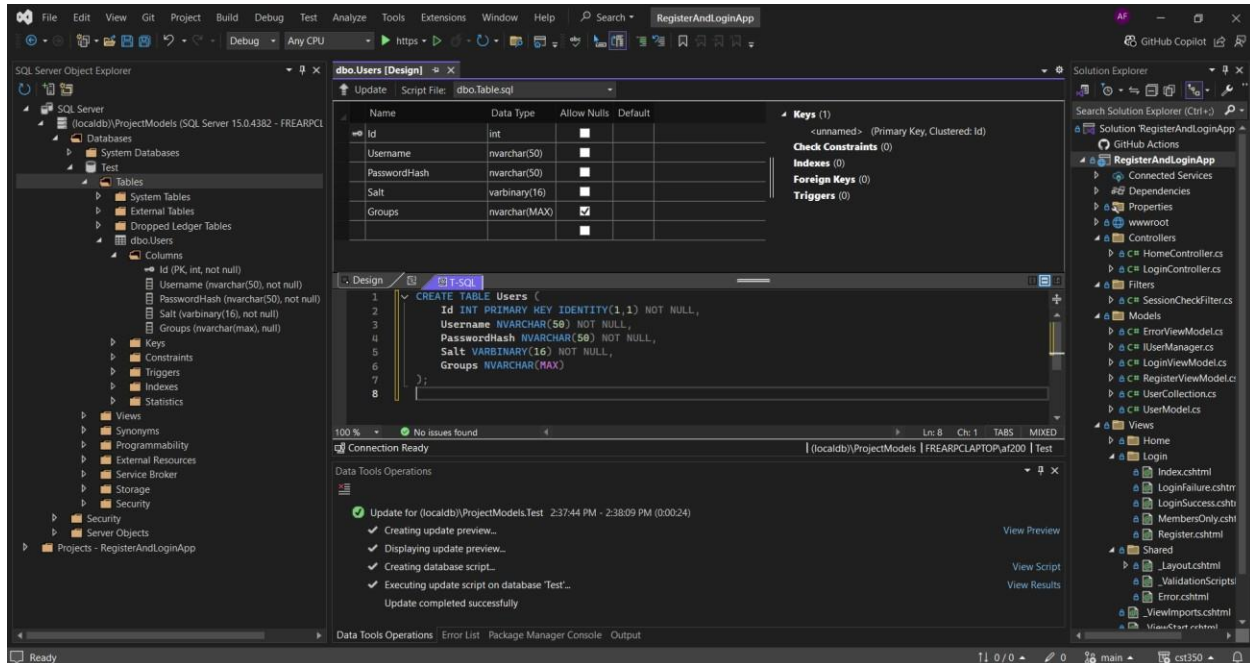 File Edit View Git Project Build Debug Test Analyze Tools Extensions Window Help Search RegisterAndLoginApp AF
Debug Any CPU https GitHub Copilot
SQL Server Object Explorer
SQL Server
(localdb)\ProjectModels (SQL Server 15.0.4382 - FREARPCL
Databases
System Databases
Test
Tables
System Tables
External Tables
Dropped Ledger Tables
dbo.Users
Columns
Id (PK, int, not null)
Username (nvarchar(50), not null)
PasswordHash (nvarchar(50), not null)
Salt (varbinary(16), not null)
Groups (nvarchar(max), null)
Keys
Constraints
Triggers
Indexes
Statistics
Views
Synonyms
Programmability
External Resources
Service Broker
Storage
Security
Security
Server Objects
Projects - RegisterAndLoginApp
dbo.Users [Design]
Update Script File: dbo.Table.sql
Name Data Type Allow Nulls Default
Id int
Username nvarchar(50)
PasswordHash nvarchar(50)
Salt varbinary(16)
Groups nvarchar(MAX)
Keys (1)
<unnamed> (Primary Key, Clustered: Id)
Check Constraints (0)
Indexes (0)
Foreign Keys (0)
Triggers (0)
Design T-SQL
1 CREATE TABLE Users (
2 Id INT PRIMARY KEY IDENTITY(1,1) NOT NULL,
3 Username NVARCHAR(50) NOT NULL,
4 PasswordHash NVARCHAR(50) NOT NULL,
5 Salt VARBINARY(16) NOT NULL,
6 Groups NVARCHAR(MAX)
7 );
8
100 % No issues found Ln: 8 Ch: 1 TABS MIXED
Connection Ready (localdb)\ProjectModels FREARPCLAPTOP\af200 Test
Data Tools Operations
Update for (localdb)\ProjectModels.Test 2:37:44 PM - 2:38:09 PM (0:00:24)
Creating update preview... View Preview
Displaying update preview...
Creating database script... View Script
Executing update script on database 'Test'... View Results
Update completed successfully
Data Tools Operations Error List Package Manager Console Output
Solution Explorer
Search Solution Explorer (Ctrl+;)
Solution 'RegisterAndLoginApp
GitHub Actions
RegisterAndLoginApp
Connected Services
Dependencies
Properties
wwwroot
Controllers
C# HomeController.cs
C# LoginController.cs
Filters
C# SessionCheckFilter.cs
Models
C# ErrorViewModel.cs
C# IUserManager.cs
C# LoginViewModel.cs
C# RegisterViewModel.cs
C# UserCollection.cs
C# UserModel.cs
Views
Home
Login
Index.cshtml
LoginFailure.cshtm
LoginSuccess.cshtm
MembersOnly.csht
Register.cshtml
Shared
_Layout.cshtml
_ValidationScripts
Error.cshtml
_ViewImports.cshtml
_ViewStart.cshtml
Ready 0 / 0 0 main cst350